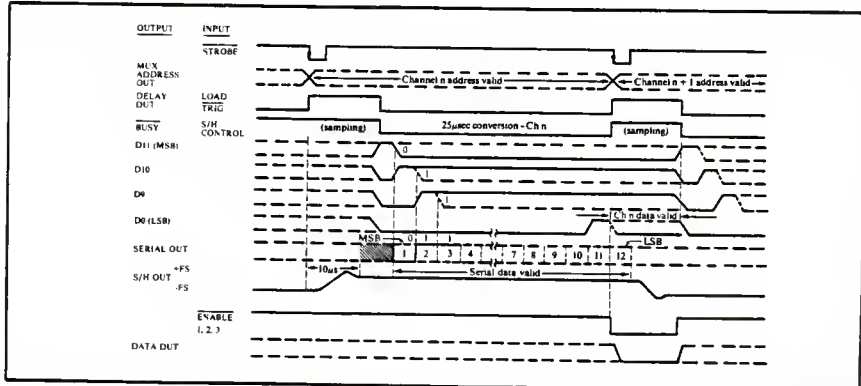 OUTPUT INPUT
STROBE
MUX
ADDRESS
OUT
Channel n address valid
Channel n + 1 address valid
DELAY LOAD
OUT TRIG
BUSY S/H
CONTROL
(sampling) 25μsec conversion - Ch n (sampling)
D11 (MSB) 0
D10 1
D9 1
D0 (LSB) Ch n data valid
MSB 0 1 1 LSB
SERIAL OUT 1 2 3 4 7 8 9 10 11 12
+FS 10μs Serial data valid
S/H OUT
-FS
ENABLE
1, 2, 3
DATA OUT